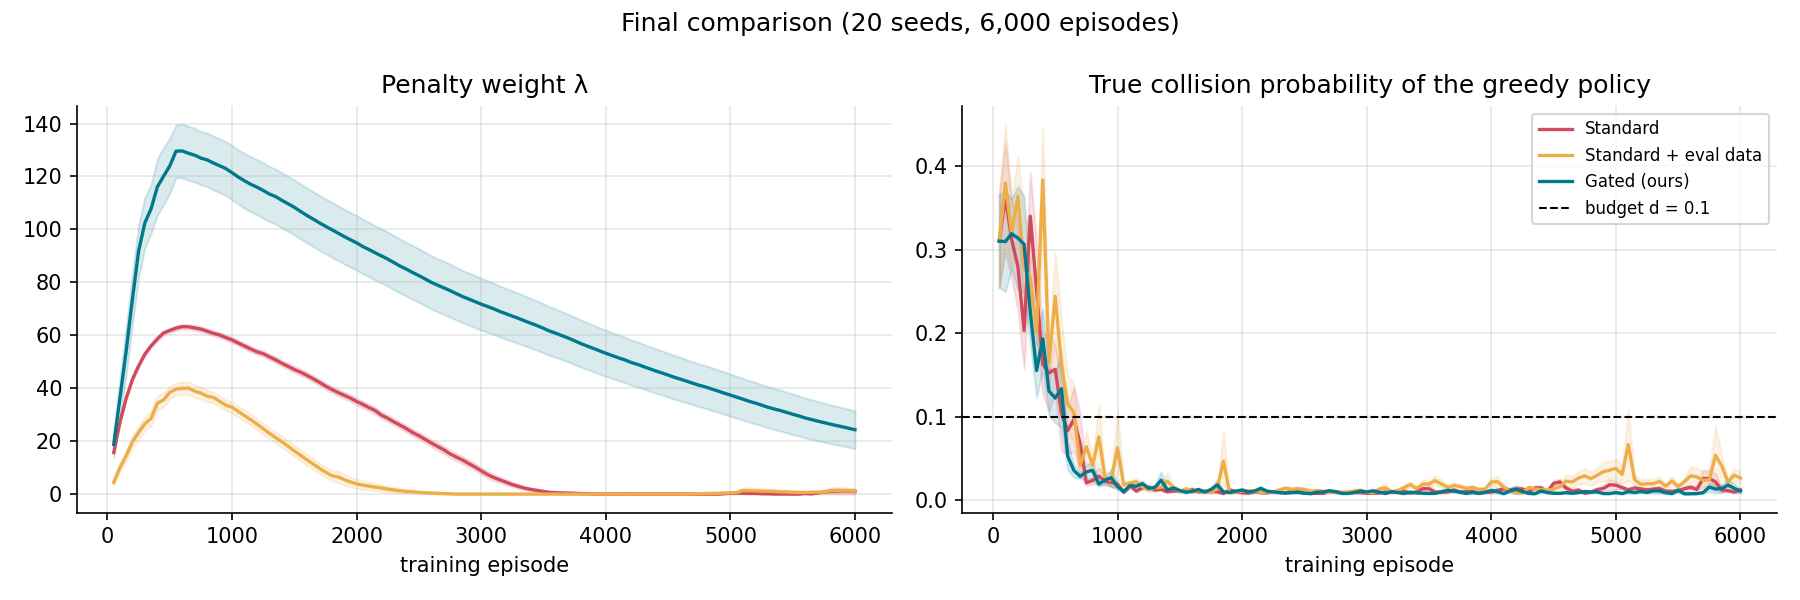 Final comparison (20 seeds, 6,000 episodes)
Penalty weight λ
140
120
100
80
60
40
20
0
0 1000 2000 3000 4000 5000 6000
training episode
True collision probability of the greedy policy
Standard
Standard + eval data
Gated (ours)
budget d = 0.1
0.4
0.3
0.2
0.1
0.0
0 1000 2000 3000 4000 5000 6000
training episode